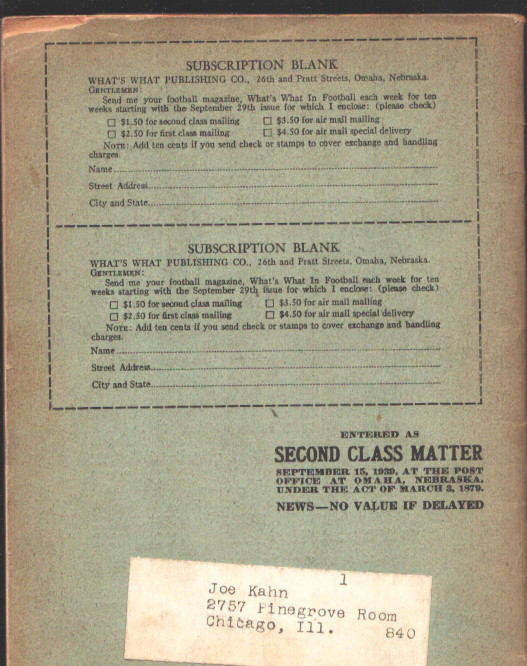 SUBSCRIPTION BLANK
WHAT'S WHAT PUBLISHING CO., 26th and Pratt Streets, Omaha, Nebraska.
GENTLEMEN:
Send me your football magazine, What's What In Football each week for ten
weeks starting with the September 29th issue for which I enclose: (please check)
☐ $1.50 for second class mailing ☐ $3.50 for air mail mailing
☐ $2.50 for first class mailing ☐ $4.50 for air mail special delivery
NOTE: Add ten cents if you send check or stamps to cover exchange and handling
charges.
Name
Street Address
City and State
SUBSCRIPTION BLANK
WHAT'S WHAT PUBLISHING CO., 26th and Pratt Streets, Omaha, Nebraska.
GENTLEMEN:
Send me your football magazine, What's What In Football each week for ten
weeks starting with the September 29th issue for which I enclose: (please check)
☐ $1.50 for second class mailing ☐ $3.50 for air mail mailing
☐ $2.50 for first class mailing ☐ $4.50 for air mail special delivery
NOTE: Add ten cents if you send check or stamps to cover exchange and handling
charges.
Name
Street Address
City and State
ENTERED AS
SECOND CLASS MATTER
SEPTEMBER 15, 1939, AT THE POST
OFFICE AT OMAHA, NEBRASKA,
UNDER THE ACT OF MARCH 3, 1879.
NEWS—NO VALUE IF DELAYED
1
Joe Kahn
2757 Pinegrove Room
Chicago, Ill. 840